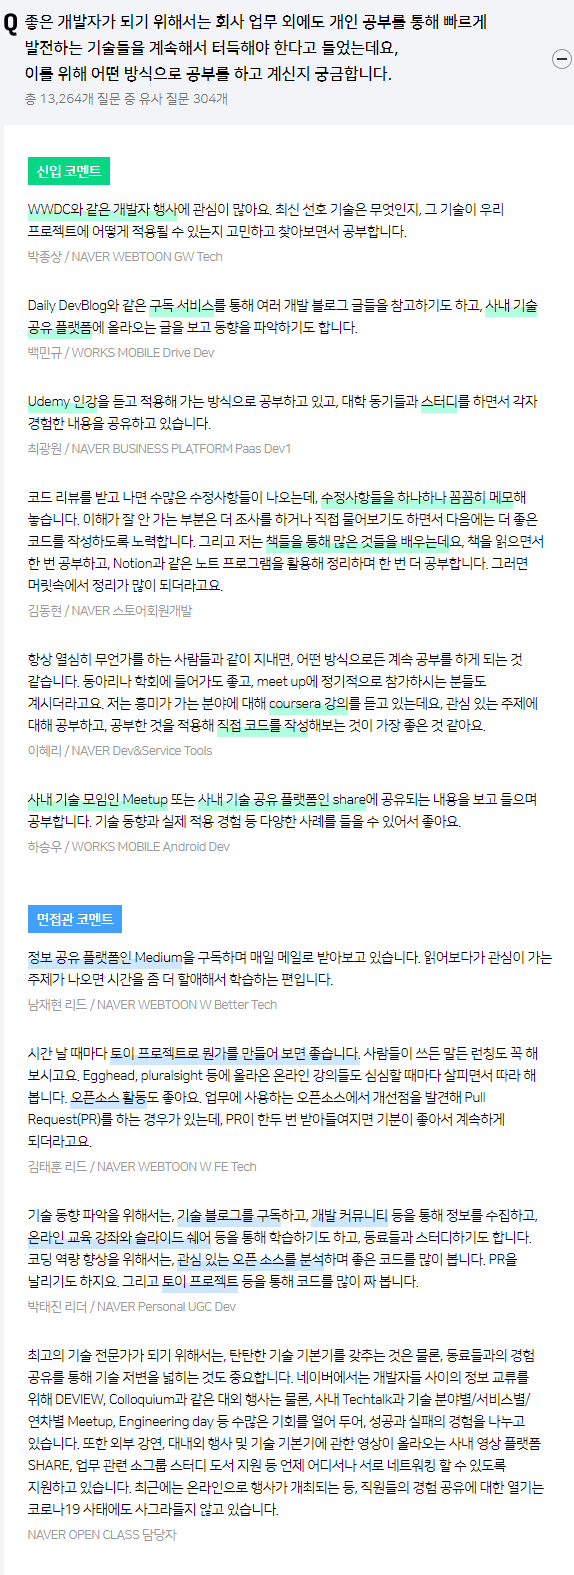 Q 좋은 개발자가 되기 위해서는 회사 업무 외에도 개인 공부를 통해 빠르게
발전하는 기술들을 계속해서 터득해야 한다고 들었는데요,
이를 위해 어떤 방식으로 공부를 하고 계신지 궁금합니다.
총 13,264개 질문 중 유사 질문 304개
신입 코멘트
WWDC와 같은 개발자 행사에 관심이 많아요. 최신 선호 기술은 무엇인지, 그 기술이 우리
프로젝트에 어떻게 적용될 수 있는지 고민하고 찾아보면서 공부합니다.
박종상 / NAVER WEBTOON GW Tech
Daily DevBlog와 같은 구독 서비스를 통해 여러 개발 블로그 글들을 참고하기도 하고, 사내 기술
공유 플랫폼에 올라오는 글을 보고 동향을 파악하기도 합니다.
백민규 / WORKS MOBILE Drive Dev
Udemy 인강을 듣고 적용해 가는 방식으로 공부하고 있고, 대학 동기들과 스터디를 하면서 각자
경험한 내용을 공유하고 있습니다.
최광원 / NAVER BUSINESS PLATFORM Paas Dev1
코드 리뷰를 받고 나면 수많은 수정사항들이 나오는데, 수정사항들을 하나하나 꼼꼼히 메모해
놓습니다. 이해가 잘 안 가는 부분은 더 조사를 하거나 직접 물어보기도 하면서 다음에는 더 좋은
코드를 작성하도록 노력합니다. 그리고 저는 책들을 통해 많은 것들을 배우는데요, 책을 읽으면서
한 번 공부하고, Notion과 같은 노트 프로그램을 활용해 정리하며 한 번 더 공부합니다. 그러면
머릿속에서 정리가 많이 되더라고요.
김동현 / NAVER 스토어회원개발
항상 열심히 무언가를 하는 사람들과 같이 지내면, 어떤 방식으로든 계속 공부를 하게 되는 것
같습니다. 동아리나 학회에 들어가도 좋고, meet up에 정기적으로 참가하시는 분들도
계시더라고요. 저는 흥미가 가는 분야에 대해 coursera 강의를 듣고 있는데요, 관심 있는 주제에
대해 공부하고, 공부한 것을 적용해 직접 코드를 작성해보는 것이 가장 좋은 것 같아요.
이혜리 / NAVER Dev&Service Tools
사내 기술 모임인 Meetup 또는 사내 기술 공유 플랫폼인 share에 공유되는 내용을 보고 들으며
공부합니다. 기술 동향과 실제 적용 경험 등 다양한 사례를 들을 수 있어서 좋아요.
하승우 / WORKS MOBILE Android Dev
면접관 코멘트
정보 공유 플랫폼인 Medium을 구독하며 매일 메일로 받아보고 있습니다. 읽어보다가 관심이 가는
주제가 나오면 시간을 좀 더 할애해서 학습하는 편입니다.
남재현 리드 / NAVER WEBTOON W Better Tech
시간 날 때마다 토이 프로젝트로 뭔가를 만들어 보면 좋습니다. 사람들이 쓰든 말든 런칭도 꼭 해
보시고요. Egghead, pluralsight 등에 올라온 온라인 강의들도 심심할 때마다 살피면서 따라 해
봅니다. 오픈소스 활동도 좋아요. 업무에 사용하는 오픈소스에서 개선점을 발견해 Pull
Request(PR)를 하는 경우가 있는데, PR이 한두 번 받아들여지면 기분이 좋아서 계속하게
되더라고요.
김태훈 리드 / NAVER WEBTOON W FE Tech
기술 동향 파악을 위해서는, 기술 블로그를 구독하고, 개발 커뮤니티 등을 통해 정보를 수집하고,
온라인 교육 강좌와 슬라이드 쉐어 등을 통해 학습하기도 하고, 동료들과 스터디하기도 합니다.
코딩 역량 향상을 위해서는, 관심 있는 오픈 소스를 분석하며 좋은 코드를 많이 봅니다. PR을
날리기도 하지요. 그리고 토이 프로젝트 등을 통해 코드를 많이 짜 봅니다.
박태진 리더 / NAVER Personal UGC Dev
최고의 기술 전문가가 되기 위해서는, 탄탄한 기술 기본기를 갖추는 것은 물론, 동료들과의 경험
공유를 통해 기술 저변을 넓히는 것도 중요합니다. 네이버에서는 개발자들 사이의 정보 교류를
위해 DEVIEW, Colloquium과 같은 대외 행사는 물론, 사내 Techtalk과 기술 분야별/서비스별/
연차별 Meetup, Engineering day 등 수많은 기회를 열어 두어, 성공과 실패의 경험을 나누고
있습니다. 또한 외부 강연, 대내외 행사 및 기술 기본기에 관한 영상이 올라오는 사내 영상 플랫폼
SHARE, 업무 관련 소그룹 스터디 도서 지원 등 언제 어디서나 서로 네트워킹 할 수 있도록
지원하고 있습니다. 최근에는 온라인으로 행사가 개최되는 등, 직원들의 경험 공유에 대한 열기는
코로나19 사태에도 사그라들지 않고 있습니다.
NAVER OPEN CLASS 담당자